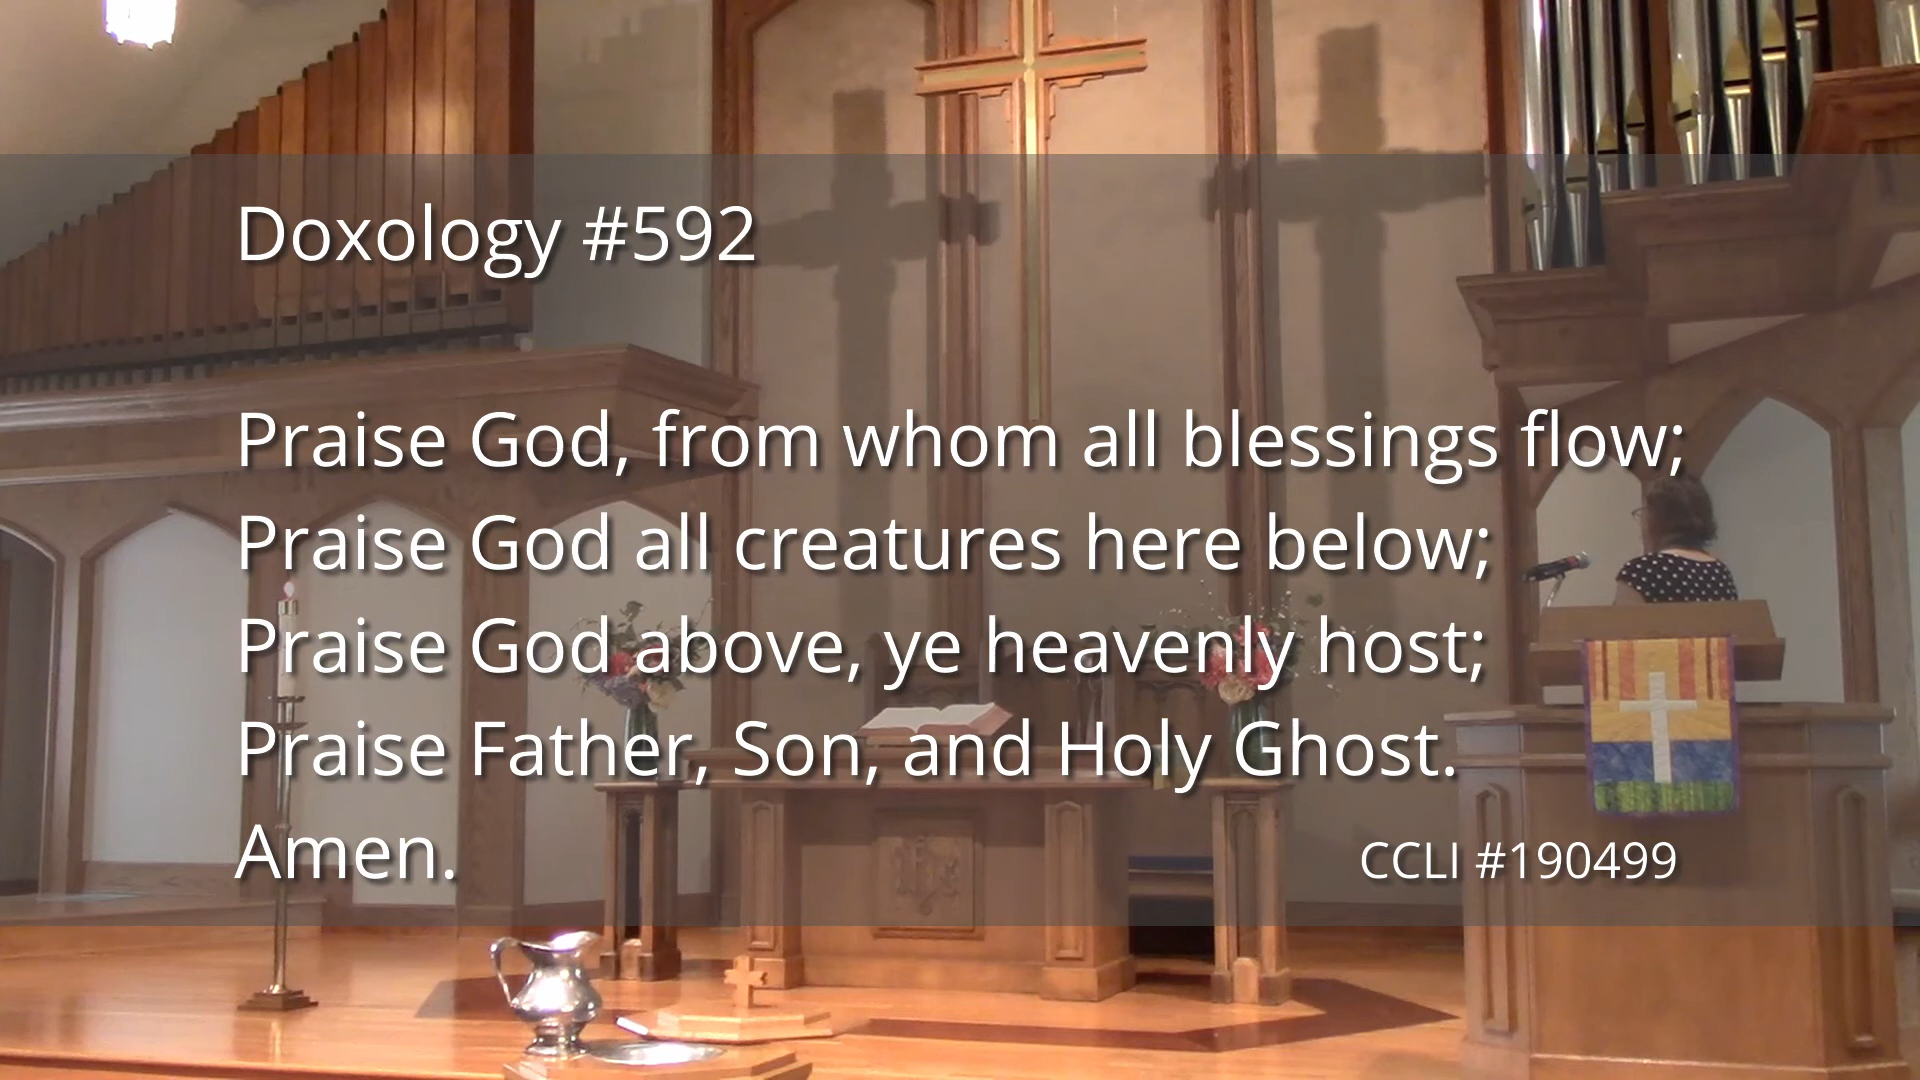 Doxology #592
Praise God, from whom all blessings flow;
Praise God all creatures here below;
Praise God above, ye heavenly host;
Praise Father, Son, and Holy Ghost.
Amen.
CCLI #190499